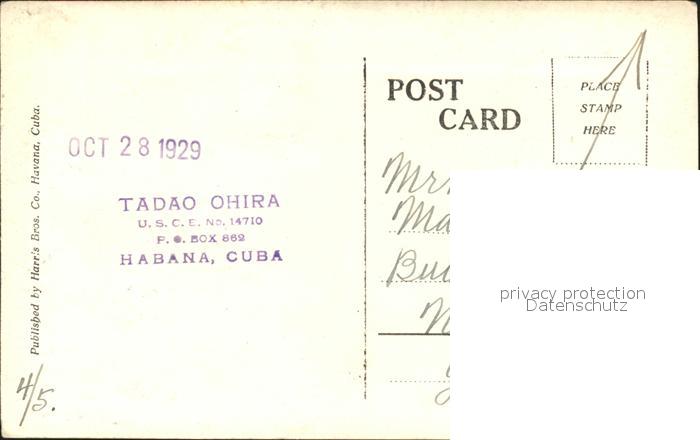 Published by Harris Bros. Co., Havana, Cuba.
OCT 28 1929
TADAO OHIRA
U. S. C. E. No. 14710
P. O. BOX 862
HABANA, CUBA
4/5.
POST
CARD
PLACE
STAMP
HERE
privacy protection
Datenschutz